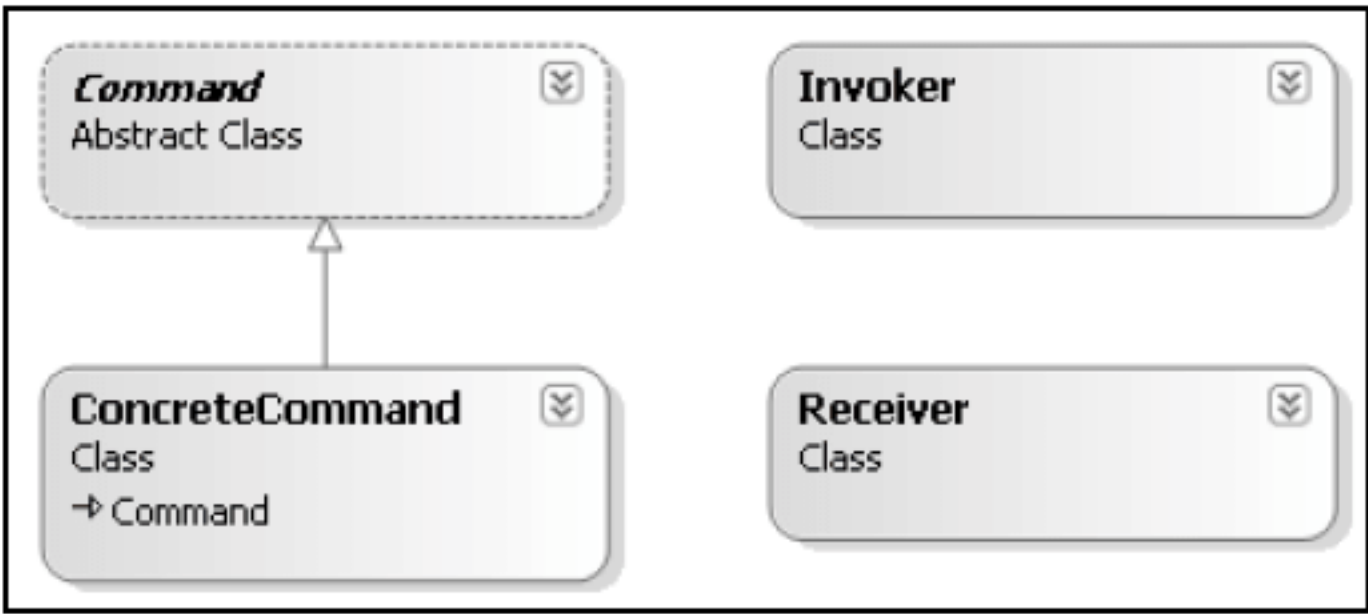 Command
Abstract Class
Invoker
Class
ConcreteCommand
Class
Command
Receiver
Class